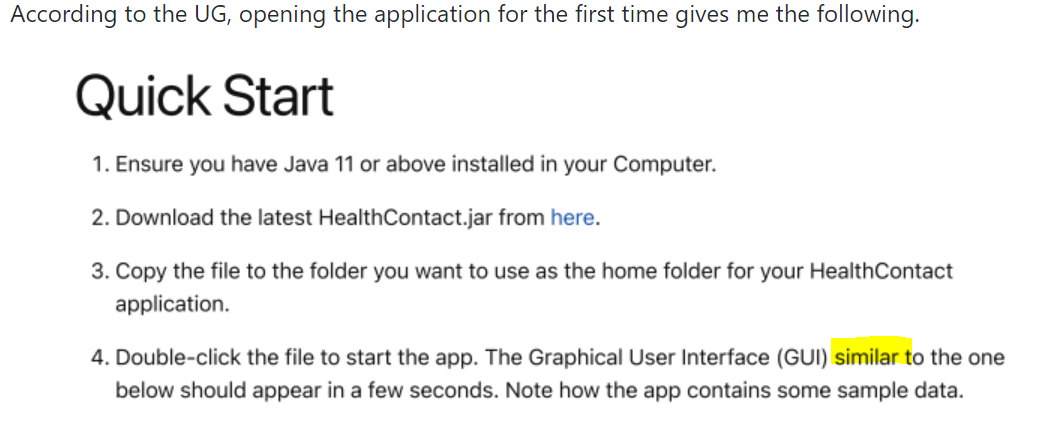 According to the UG, opening the application for the first time gives me the following.
Quick Start
1. Ensure you have Java 11 or above installed in your Computer.
2. Download the latest HealthContact.jar from here.
3. Copy the file to the folder you want to use as the home folder for your HealthContact
application.
4. Double-click the file to start the app. The Graphical User Interface (GUI) similar to the one
below should appear in a few seconds. Note how the app contains some sample data.